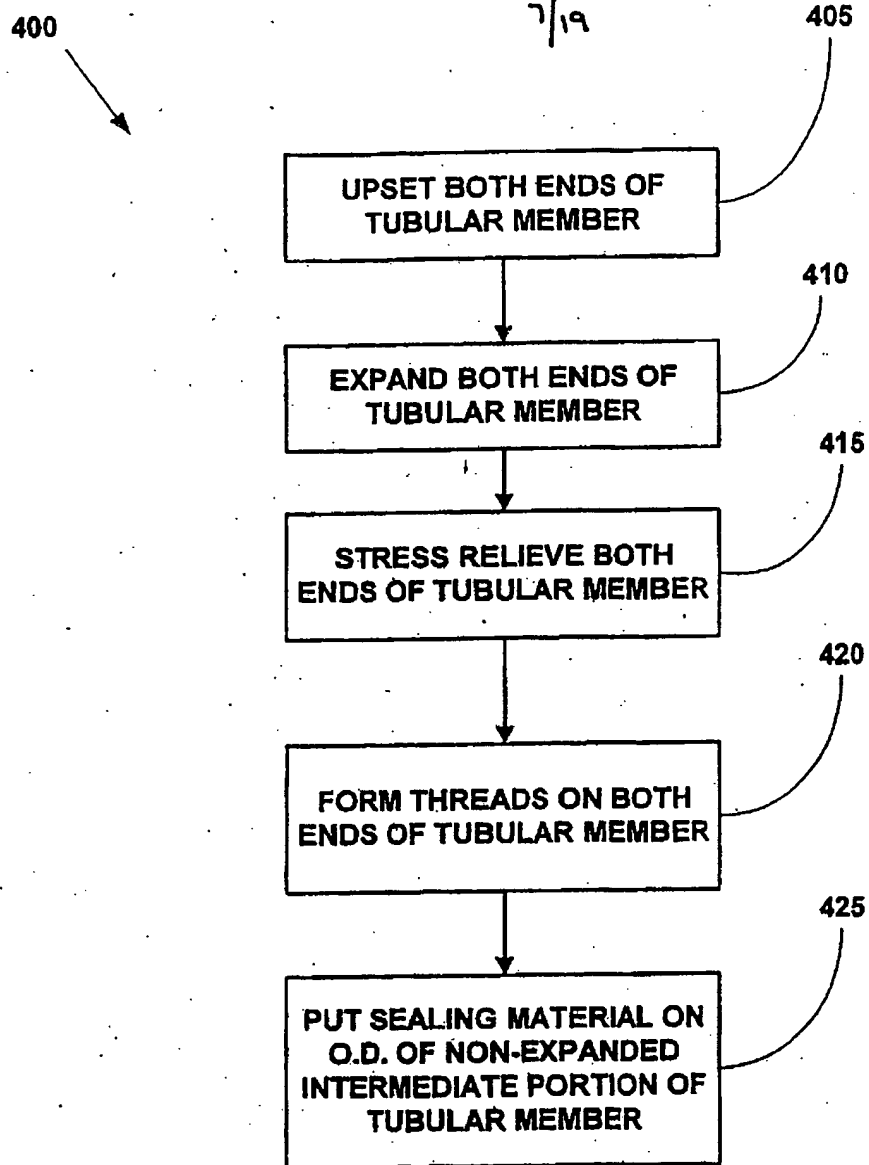 7/19
400
405
UPSET BOTH ENDS OF
TUBULAR MEMBER
410
EXPAND BOTH ENDS OF
TUBULAR MEMBER
415
STRESS RELIEVE BOTH
ENDS OF TUBULAR MEMBER
420
FORM THREADS ON BOTH
ENDS OF TUBULAR MEMBER
425
PUT SEALING MATERIAL ON
O.D. OF NON-EXPANDED
INTERMEDIATE PORTION OF
TUBULAR MEMBER